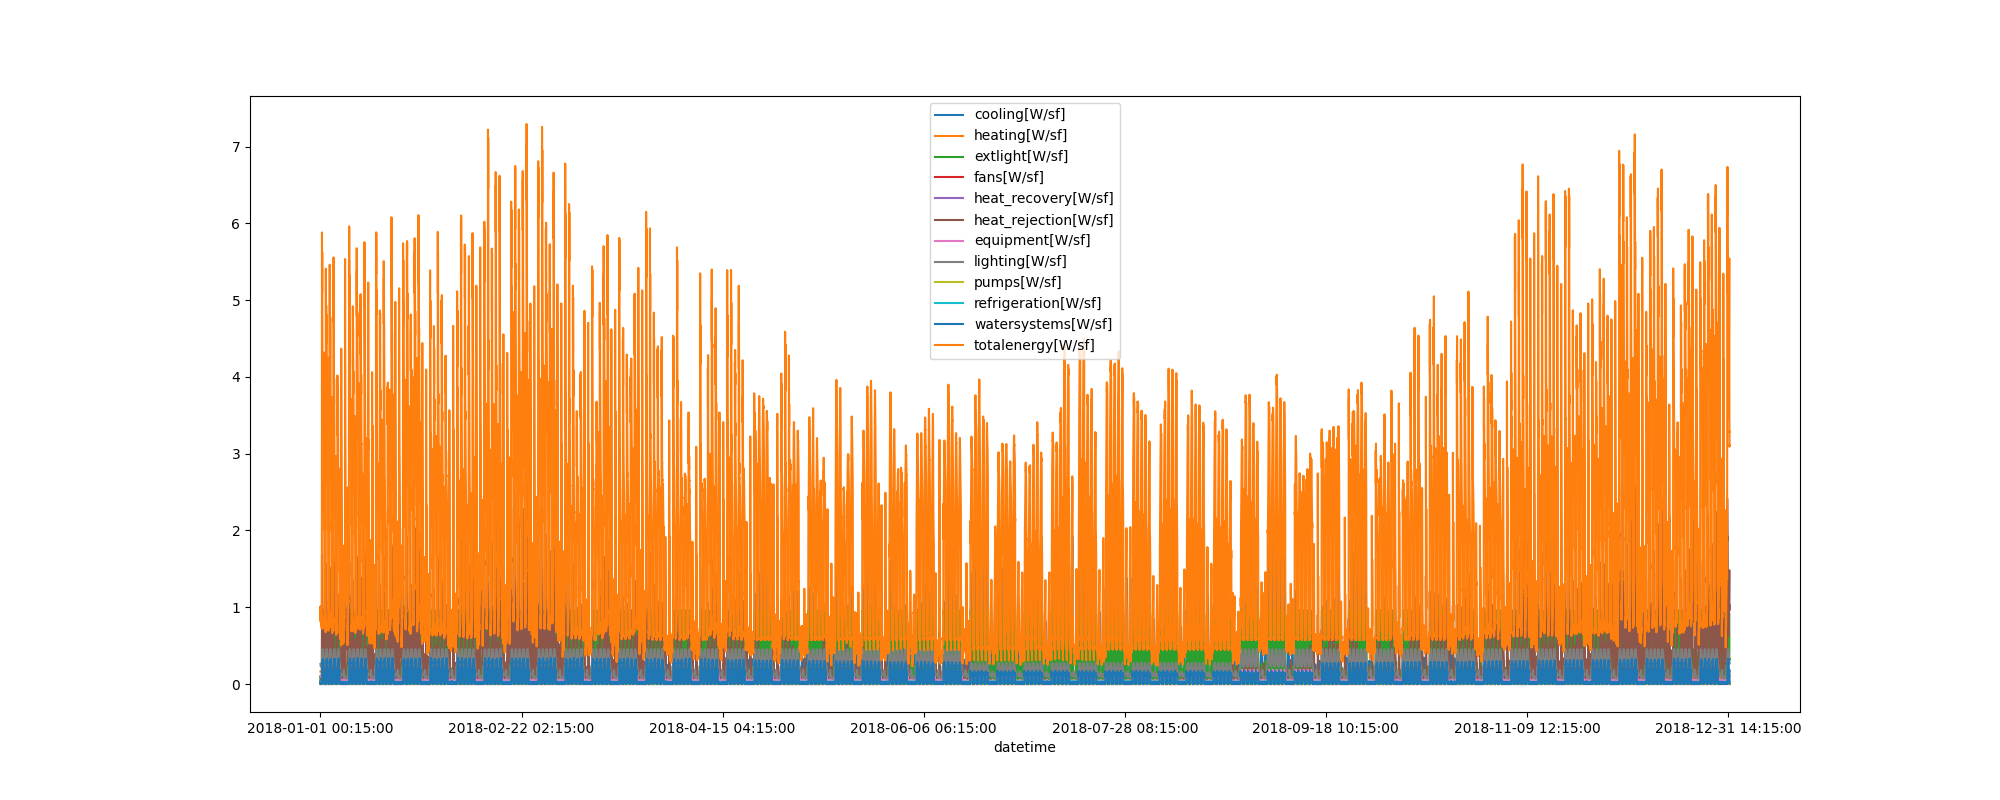 cooling[W/sf]
heating[W/sf]
extlight[W/sf]
fans[W/sf]
heat_recovery[W/sf]
heat_rejection[W/sf]
equipment[W/sf]
lighting[W/sf]
pumps[W/sf]
refrigeration[W/sf]
watersystems[W/sf]
totalenergy[W/sf]
7
6
5
4
3
2
1
0
2018-01-01 00:15:00 2018-02-22 02:15:00 2018-04-15 04:15:00 2018-06-06 06:15:00 2018-07-28 08:15:00 2018-09-18 10:15:00 2018-11-09 12:15:00 2018-12-31 14:15:00
datetime